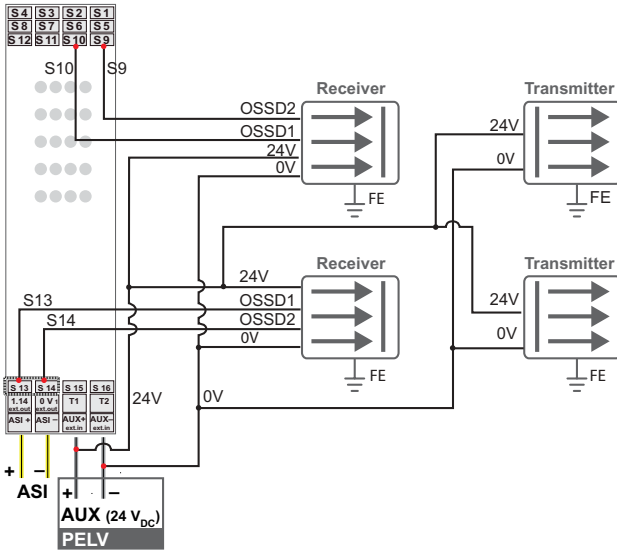 S4 S3 S2 S1
S8 S7 S6 S5
S12 S11 S10 S9
S10 S9
Receiver
OSSD2
OSSD1
24V
0V
FE
Transmitter
24V
0V
FE
Receiver
24V
OSSD1
OSSD2
0V
FE
Transmitter
24V
0V
FE
S13
S14
S 13 S 14 S 15 S 16
1.14 ext.out 0 V1 ext.out T1 T2
ASI + ASI – AUX+ ext.in AUX– ext.in
24V
0V
+ –
ASI
+ –
AUX (24 VDC)
PELV